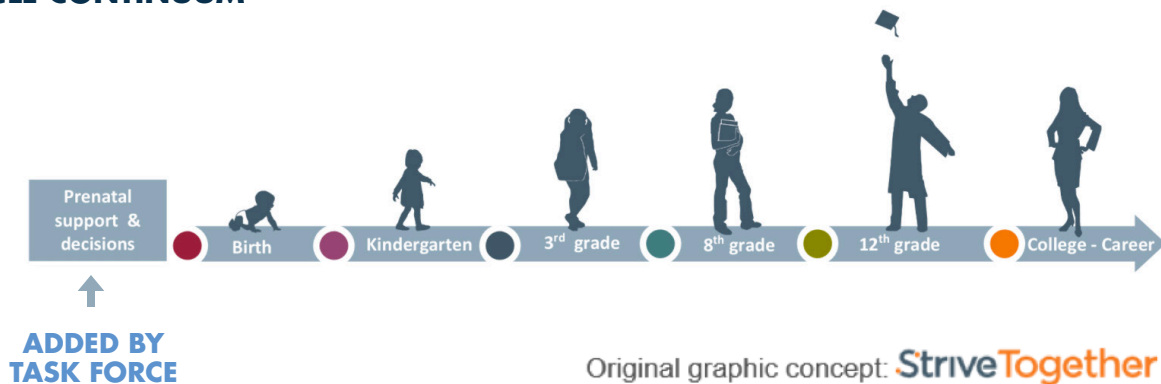 Prenatal
support & 
decisions
Birth
Kindergarten
3rd grade
8th grade
12th grade
College - Career
ADDED BY
TASK FORCE
Original graphic concept: StriveTogether